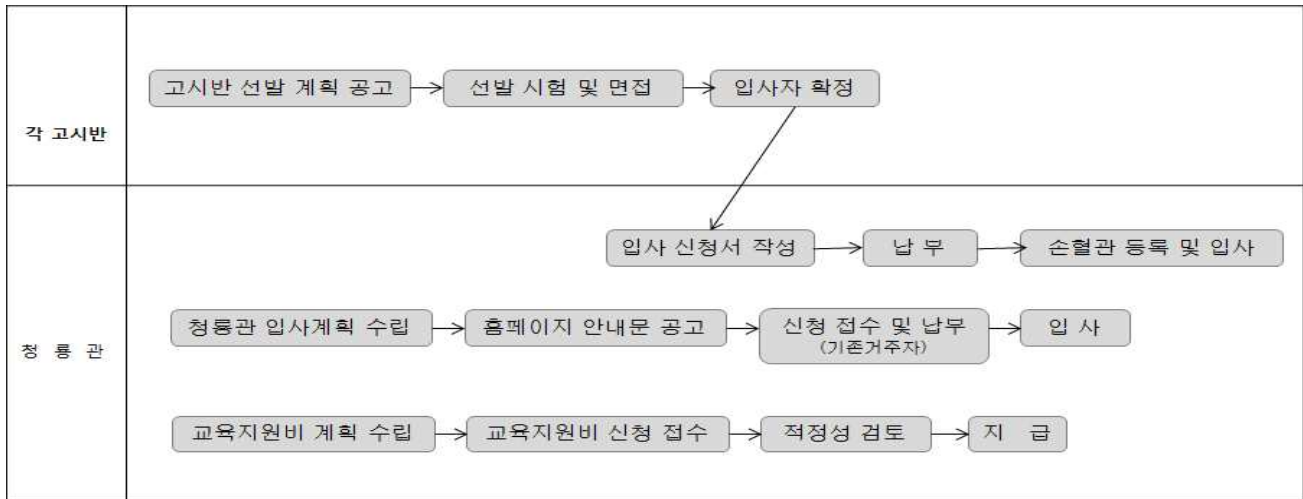 각 고시반
고시반 선발 계획 공고
선발 시험 및 면접
입사자 확정
청 룡 관
입사 신청서 작성
납 부
손혈관 등록 및 입사
청룡관 입사계획 수립
홈페이지 안내문 공고
신청 접수 및 납부
(기존거주자)
입 사
교육지원비 계획 수립
교육지원비 신청 접수
적정성 검토
지 급